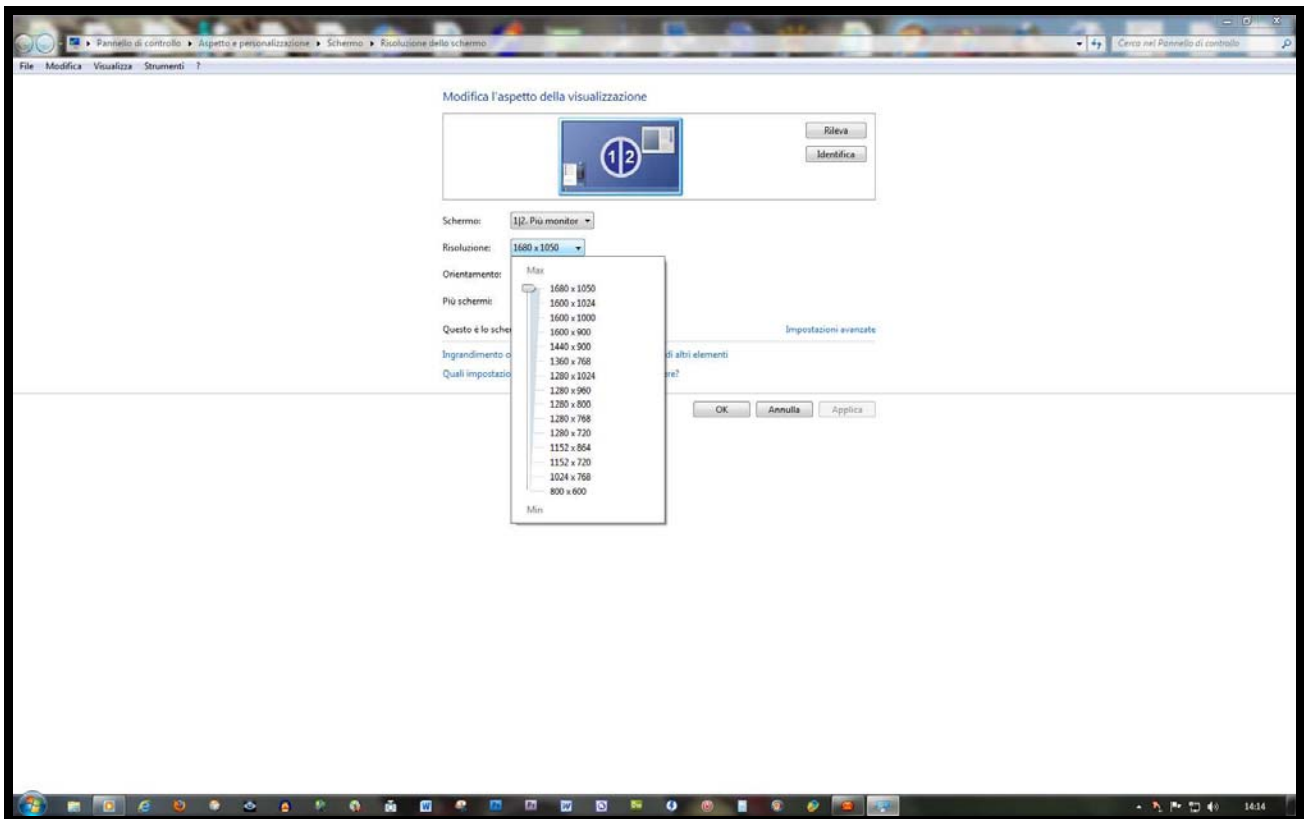 Pannello di controllo Aspetto e personalizzazione Schermo Risoluzione dello schermo
Cerca nel Pannello di controllo
File Modifica Visualizza Strumenti ?
Modifica l'aspetto della visualizzazione
1 2
Rileva
Identifica
Schermo: 1|2. Più monitor
Risoluzione: 1680 x 1050
Orientamento:
Più schermi:
Max
1680 x 1050
1600 x 1024
1600 x 1000
1600 x 900
1440 x 900
1360 x 768
1280 x 1024
1280 x 960
1280 x 800
1280 x 768
1280 x 720
1152 x 864
1152 x 720
1024 x 768
800 x 600
Min
Questo è lo sche
Impostazioni avanzate
Ingrandimento o
di altri elementi
Quali impostazio
re?
OK Annulla Applica
14:14